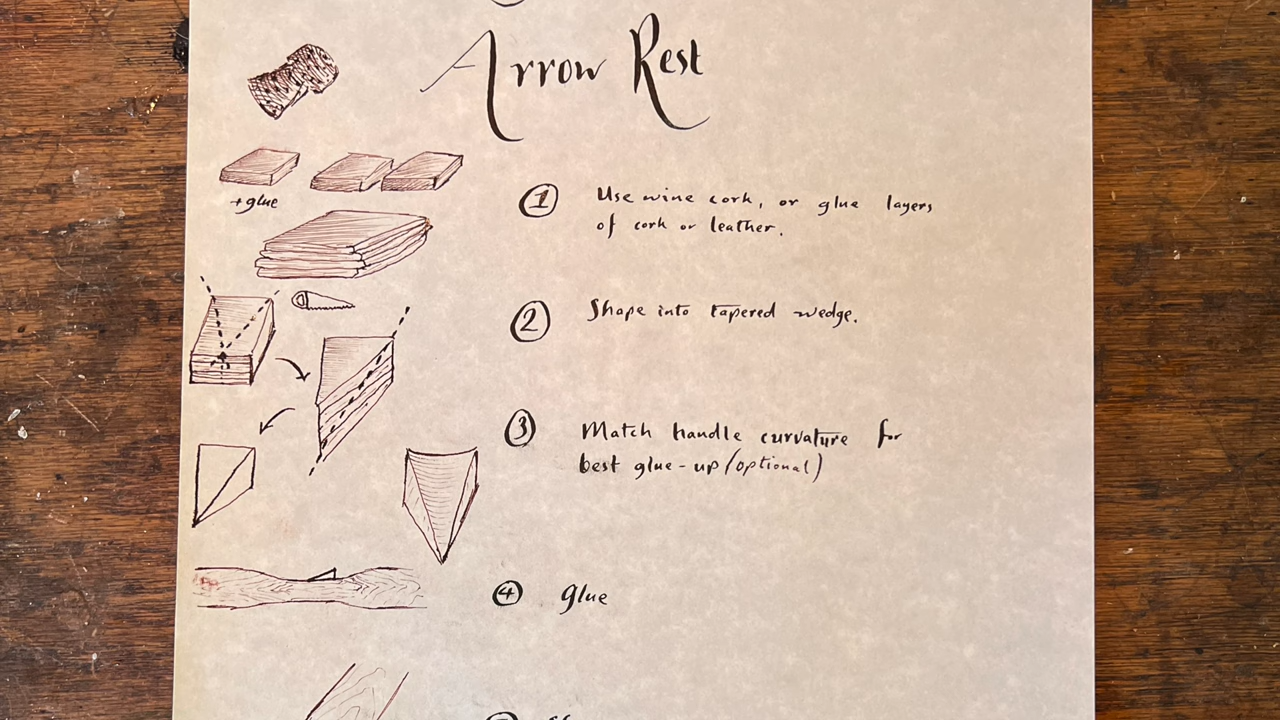 Arrow Rest
+ glue
① Use wine cork, or glue layers
of cork or leather.
② Shape into tapered wedge.
③ Match handle curvature for
best glue-up (optional)
④ Glue